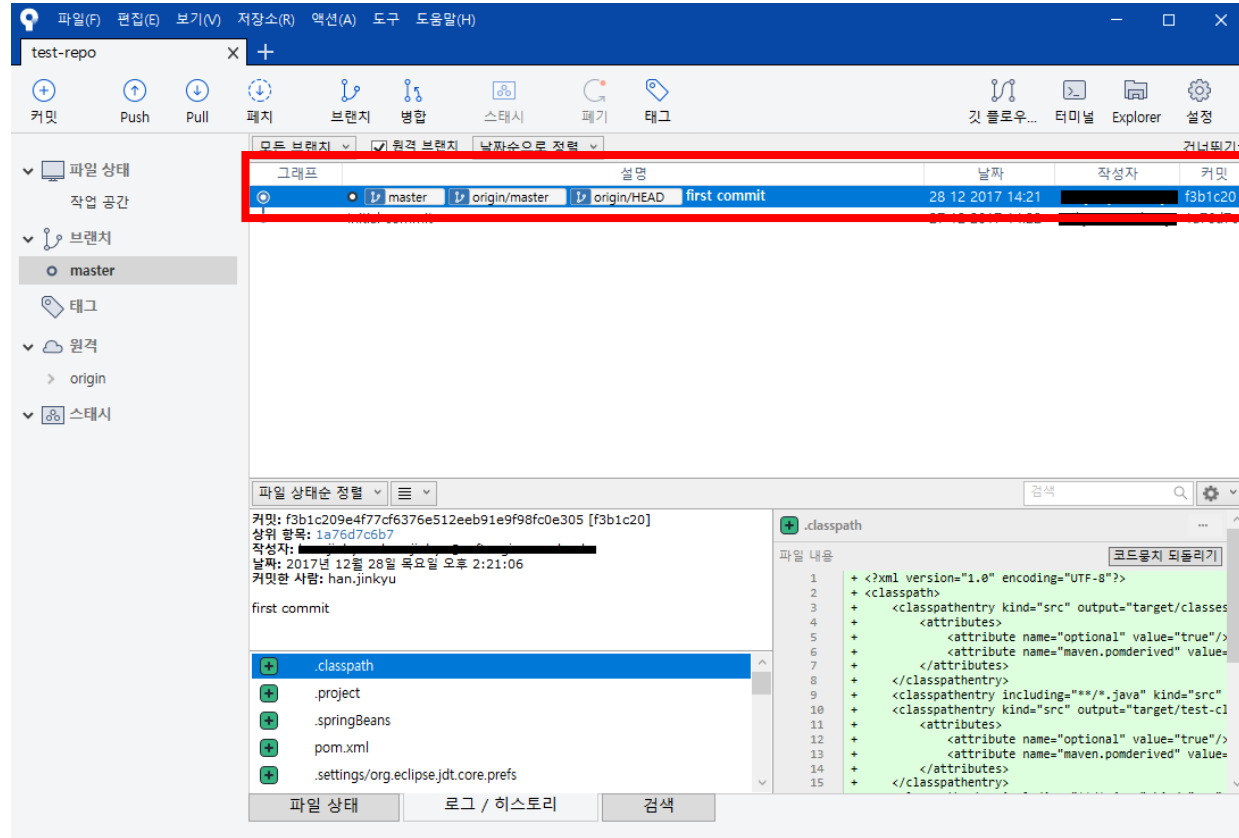 파일(F) 편집(E) 보기(V) 저장소(R) 액션(A) 도구 도움말(H)
test-repo
커밋 Push Pull 패치 브랜치 병합 스태시 폐기 태그 깃 플로우... 터미널 Explorer 설정
모든 브랜치 원격 브랜치 날짜순으로 정렬 건너뛰기
파일 상태
작업 공간
브랜치
master
태그
원격
origin
스태시
그래프 설명 날짜 작성자 커밋
master origin/master origin/HEAD first commit 28 12 2017 14:21 f3b1c20
initial commit 27 12 2017 14:22 1a76d7c
파일 상태순 정렬 검색
커밋: f3b1c209e4f77cf6376e512eeb91e9f98fc0e305 [f3b1c20]
상위 항목: 1a76d7c6b7
작성자:
날짜: 2017년 12월 28일 목요일 오후 2:21:06
커밋한 사람: han.jinkyu
first commit
.classpath
.project
.springBeans
pom.xml
.settings/org.eclipse.jdt.core.prefs
.classpath ...
파일 내용 코드뭉치 되돌리기
1 + <?xml version="1.0" encoding="UTF-8"?>
2 + <classpath>
3 + <classpathentry kind="src" output="target/classes
4 + <attributes>
5 + <attribute name="optional" value="true"/>
6 + <attribute name="maven.pomderived" value=
7 + </attributes>
8 + </classpathentry>
9 + <classpathentry including="**/*.java" kind="src"
10 + <classpathentry kind="src" output="target/test-cl
11 + <attributes>
12 + <attribute name="optional" value="true"/>
13 + <attribute name="maven.pomderived" value=
14 + </attributes>
15 + </classpathentry>
파일 상태 로그 / 히스토리 검색